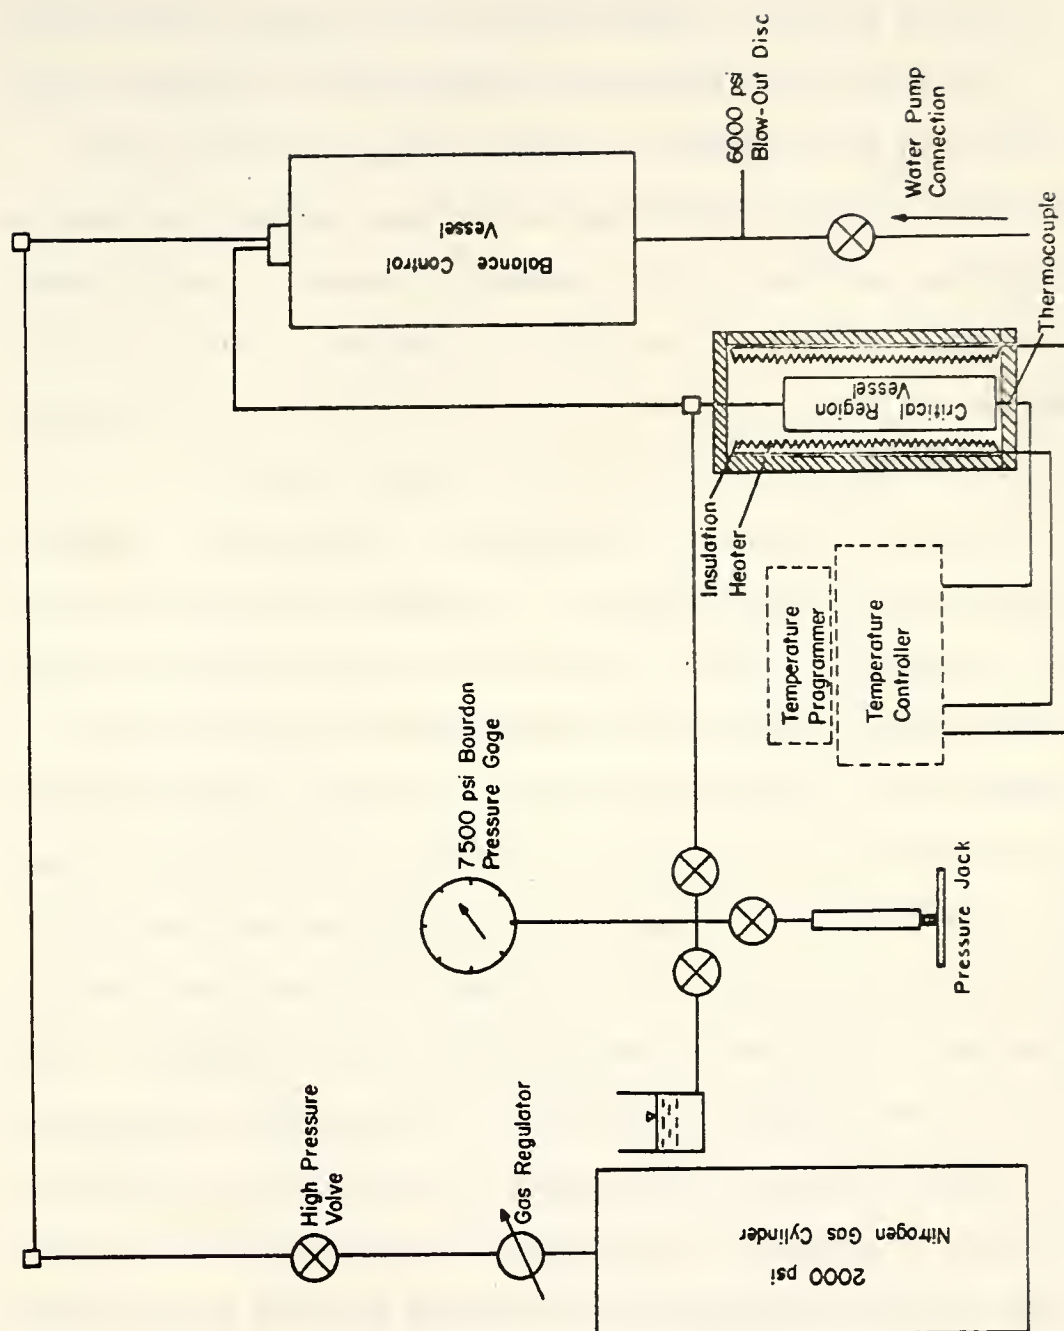 2000 psi
Nitrogen Gas Cylinder
Gas Regulator
High Pressure
Valve
7500 psi Bourdon
Pressure Gage
Pressure Jack
Temperature
Programmer
Temperature
Controller
Insulation
Heater
Critical Region
Vessel
Thermocouple
Balance Control
Vessel
6000 psi
Blow-Out Disc
Water Pump
Connection